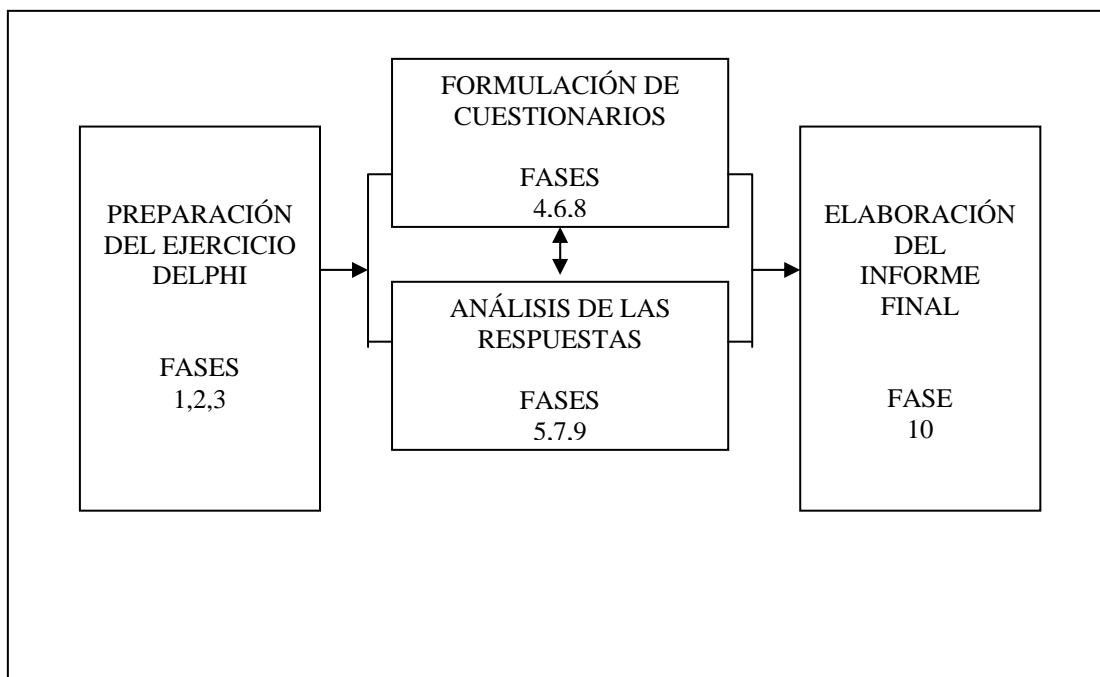 PREPARACIÓN
DEL EJERCICIO
DELPHI
FASES
1,2,3
FORMULACIÓN DE
CUESTIONARIOS
FASES
4,6,8
ANÁLISIS DE LAS
RESPUESTAS
FASES
5,7,9
ELABORACIÓN
DEL
INFORME
FINAL
FASE
10